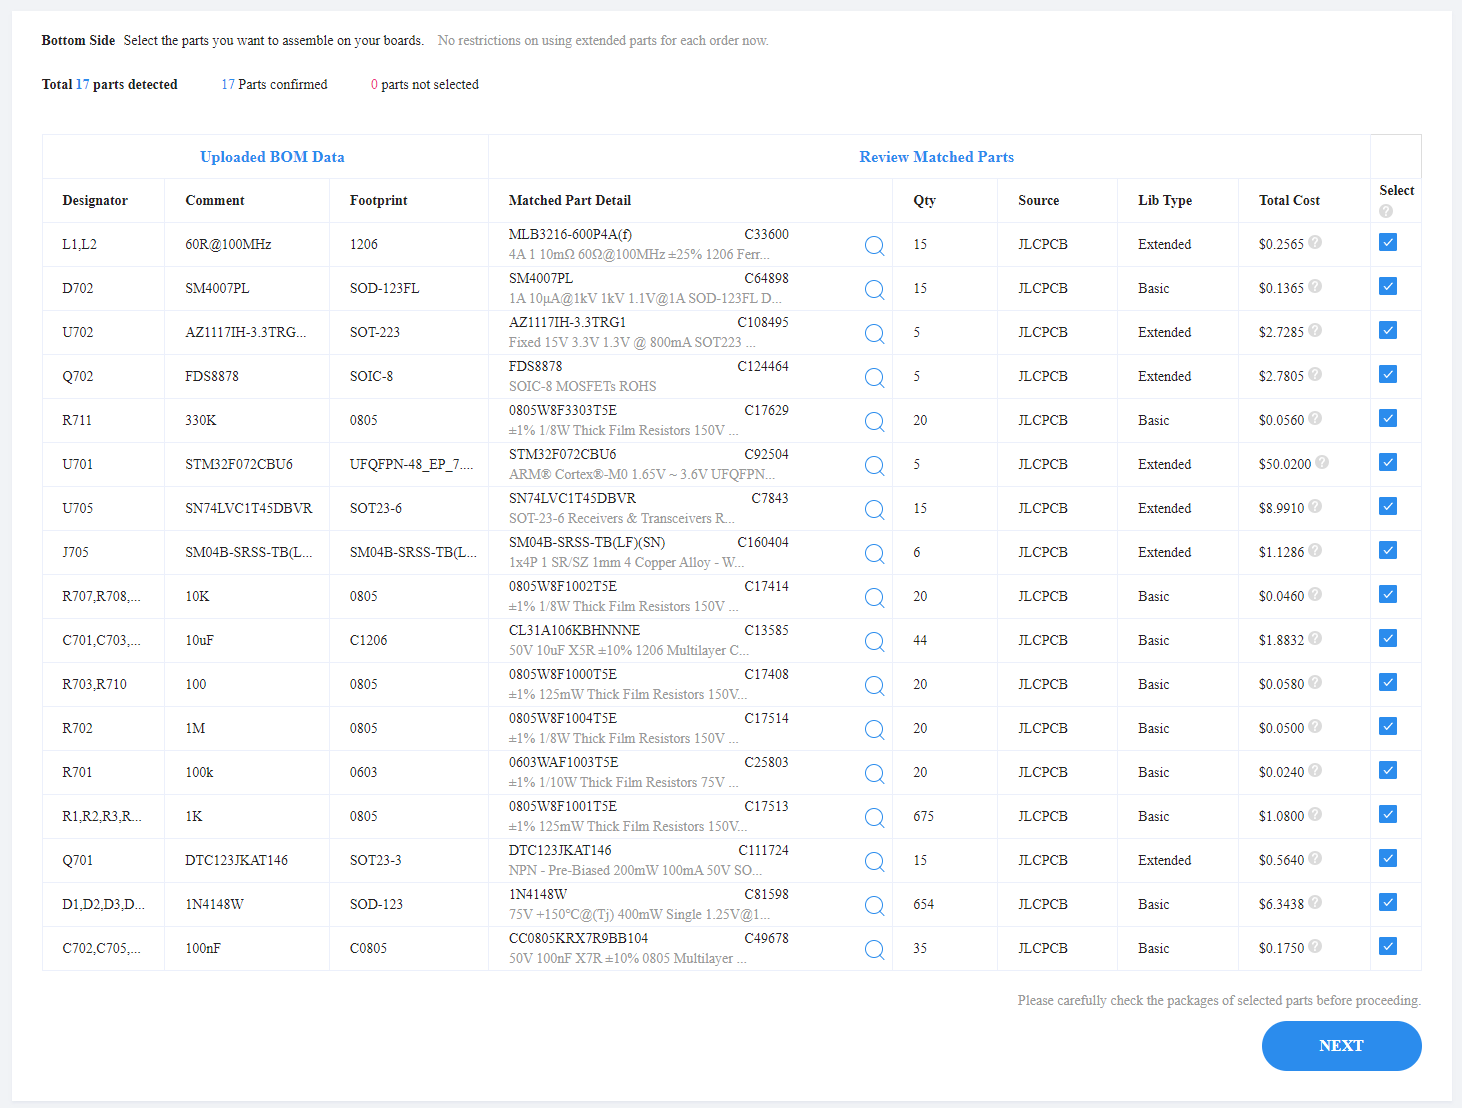 Bottom Side Select the parts you want to assemble on your boards. No restrictions on using extended parts for each order now.
Total 17 parts detected 17 Parts confirmed 0 parts not selected
Uploaded BOM Data Review Matched Parts
Designator Comment Footprint Matched Part Detail Qty Source Lib Type Total Cost Select
L1,L2 60R@100MHz 1206 MLB3216-600P4A(f) C33600 15 JLCPCB Extended $0.2565
4A 1 10mΩ 60Ω@100MHz ±25% 1206 Ferr...
D702 SM4007PL SOD-123FL SM4007PL C64898 15 JLCPCB Basic $0.1365
1A 10μA@1kV 1kV 1.1V@1A SOD-123FL D...
U702 AZ1117IH-3.3TRG... SOT-223 AZ1117IH-3.3TRG1 C108495 5 JLCPCB Extended $2.7285
Fixed 15V 3.3V 1.3V @ 800mA SOT223 ...
Q702 FDS8878 SOIC-8 FDS8878 C124464 5 JLCPCB Extended $2.7805
SOIC-8 MOSFETs ROHS
R711 330K 0805 0805W8F3303T5E C17629 20 JLCPCB Basic $0.0560
±1% 1/8W Thick Film Resistors 150V ...
U701 STM32F072CBU6 UFQFPN-48_EP_7.... STM32F072CBU6 C92504 5 JLCPCB Extended $50.0200
ARM® Cortex®-M0 1.65V ~ 3.6V UFQFPN...
U705 SN74LVC1T45DBVR SOT23-6 SN74LVC1T45DBVR C7843 15 JLCPCB Extended $8.9910
SOT-23-6 Receivers & Transceivers R...
J705 SM04B-SRSS-TB(L... SM04B-SRSS-TB(L... SM04B-SRSS-TB(LF)(SN) C160404 6 JLCPCB Extended $1.1286
1x4P 1 SR/SZ 1mm 4 Copper Alloy - W...
R707,R708,... 10K 0805 0805W8F1002T5E C17414 20 JLCPCB Basic $0.0460
±1% 1/8W Thick Film Resistors 150V ...
C701,C703,... 10uF C1206 CL31A106KBHNNNE C13585 44 JLCPCB Basic $1.8832
50V 10uF X5R ±10% 1206 Multilayer C...
R703,R710 100 0805 0805W8F1000T5E C17408 20 JLCPCB Basic $0.0580
±1% 125mW Thick Film Resistors 150V...
R702 1M 0805 0805W8F1004T5E C17514 20 JLCPCB Basic $0.0500
±1% 1/8W Thick Film Resistors 150V ...
R701 100k 0603 0603WAF1003T5E C25803 20 JLCPCB Basic $0.0240
±1% 1/10W Thick Film Resistors 75V ...
R1,R2,R3,R... 1K 0805 0805W8F1001T5E C17513 675 JLCPCB Basic $1.0800
±1% 125mW Thick Film Resistors 150V...
Q701 DTC123JKAT146 SOT23-3 DTC123JKAT146 C111724 15 JLCPCB Extended $0.5640
NPN - Pre-Biased 200mW 100mA 50V SO...
D1,D2,D3,D... 1N4148W SOD-123 1N4148W C81598 654 JLCPCB Basic $6.3438
75V +150℃@(Tj) 400mW Single 1.25V@1...
C702,C705,... 100nF C0805 CC0805KRX7R9BB104 C49678 35 JLCPCB Basic $0.1750
50V 100nF X7R ±10% 0805 Multilayer ...
Please carefully check the packages of selected parts before proceeding.
NEXT